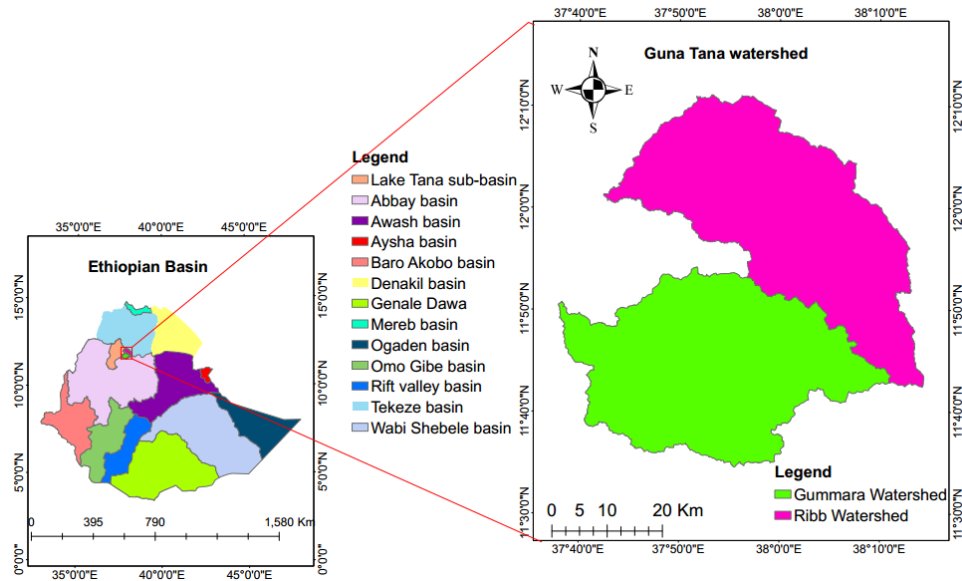 Ethiopian Basin
35°0'0"E 40°0'0"E 45°0'0"E
15°0'0"N
10°0'0"N
5°0'0"N
0°0'0"
15°0'0"N
10°0'0"N
5°0'0"N
0°0'0"
0 395 790 1,580 Km
35°0'0"E 40°0'0"E 45°0'0"E
Legend
Lake Tana sub-basin
Abbay basin
Awash basin
Aysha basin
Baro Akobo basin
Denakil basin
Genale Dawa
Mereb basin
Ogaden basin
Omo Gibe basin
Rift valley basin
Tekeze basin
Wabi Shebele basin
37°40'0"E 37°50'0"E 38°0'0"E 38°10'0"E
Guna Tana watershed
N
W E
S
12°10'0"N
12°0'0"N
11°50'0"N
11°40'0"N
11°30'0"N
12°10'0"N
12°0'0"N
11°50'0"N
11°40'0"N
11°30'0"N
Legend
Gummara Watershed
Ribb Watershed
0 5 10 20 Km
37°40'0"E 37°50'0"E 38°0'0"E 38°10'0"E